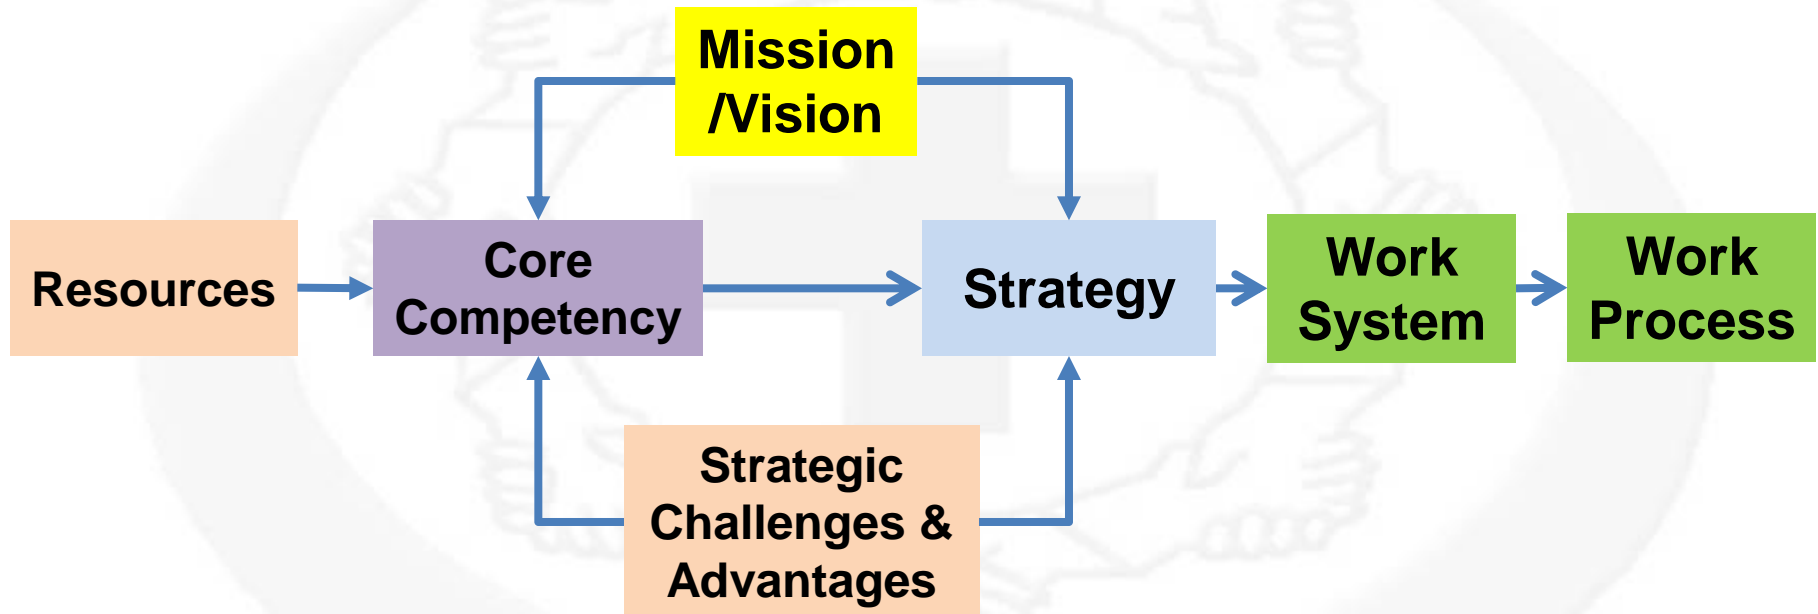 Mission
/Vision
Resources
Core
Competency
Strategy
Work
System
Work
Process
Strategic
Challenges &
Advantages